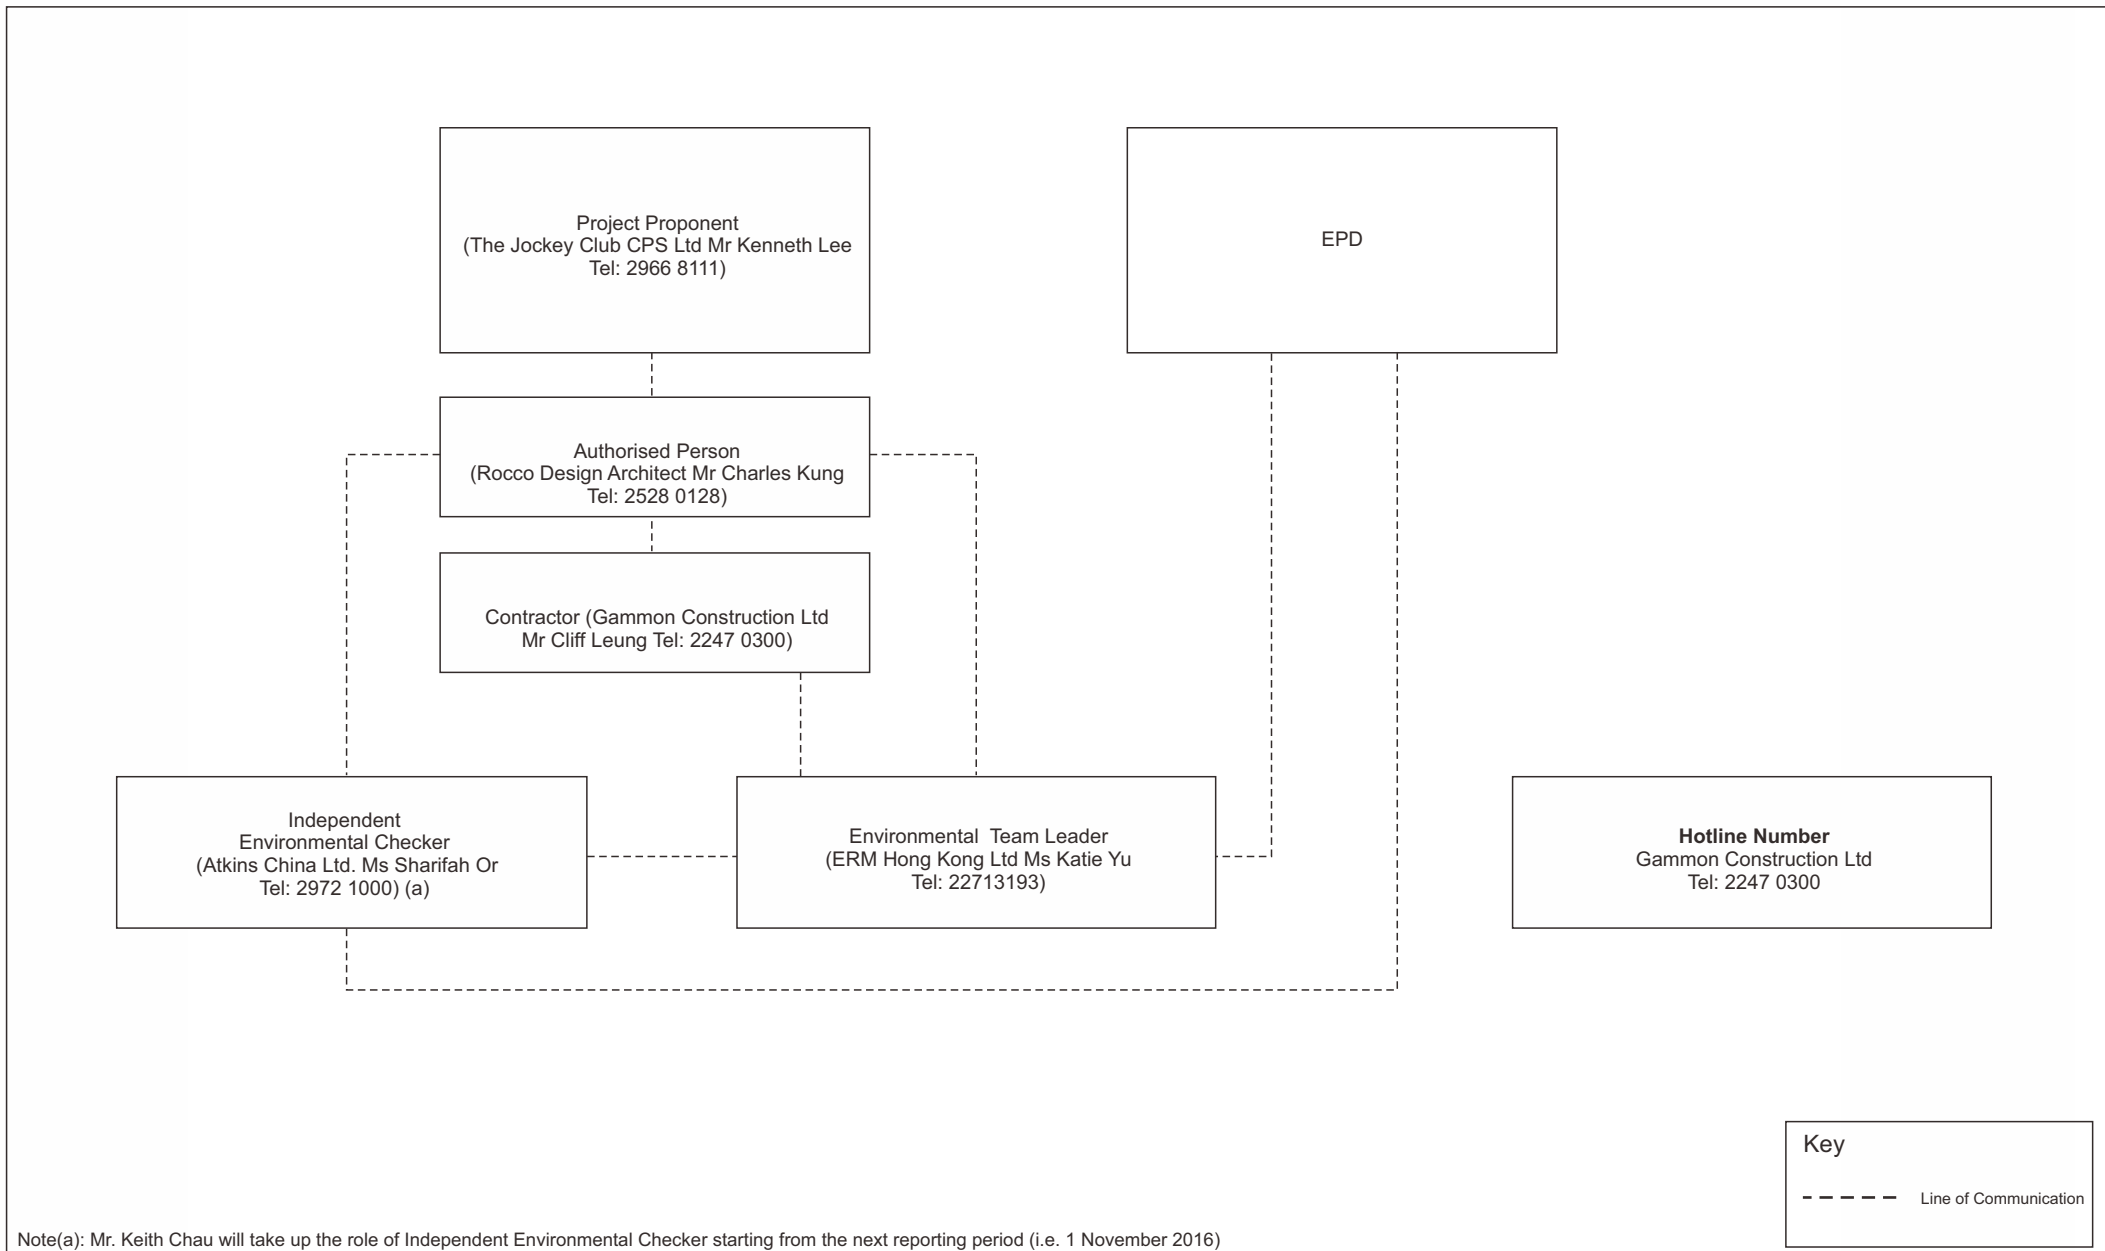 Project Proponent
(The Jockey Club CPS Ltd Mr Kenneth Lee
Tel: 2966 8111)
EPD
Authorised Person
(Rocco Design Architect Mr Charles Kung
Tel: 2528 0128)
Contractor (Gammon Construction Ltd
Mr Cliff Leung Tel: 2247 0300)
Independent
Environmental Checker
(Atkins China Ltd. Ms Sharifah Or
Tel: 2972 1000) (a)
Environmental Team Leader
(ERM Hong Kong Ltd Ms Katie Yu
Tel: 22713193)
Hotline Number
Gammon Construction Ltd
Tel: 2247 0300
Key
Line of Communication
Note(a): Mr. Keith Chau will take up the role of Independent Environmental Checker starting from the next reporting period (i.e. 1 November 2016)